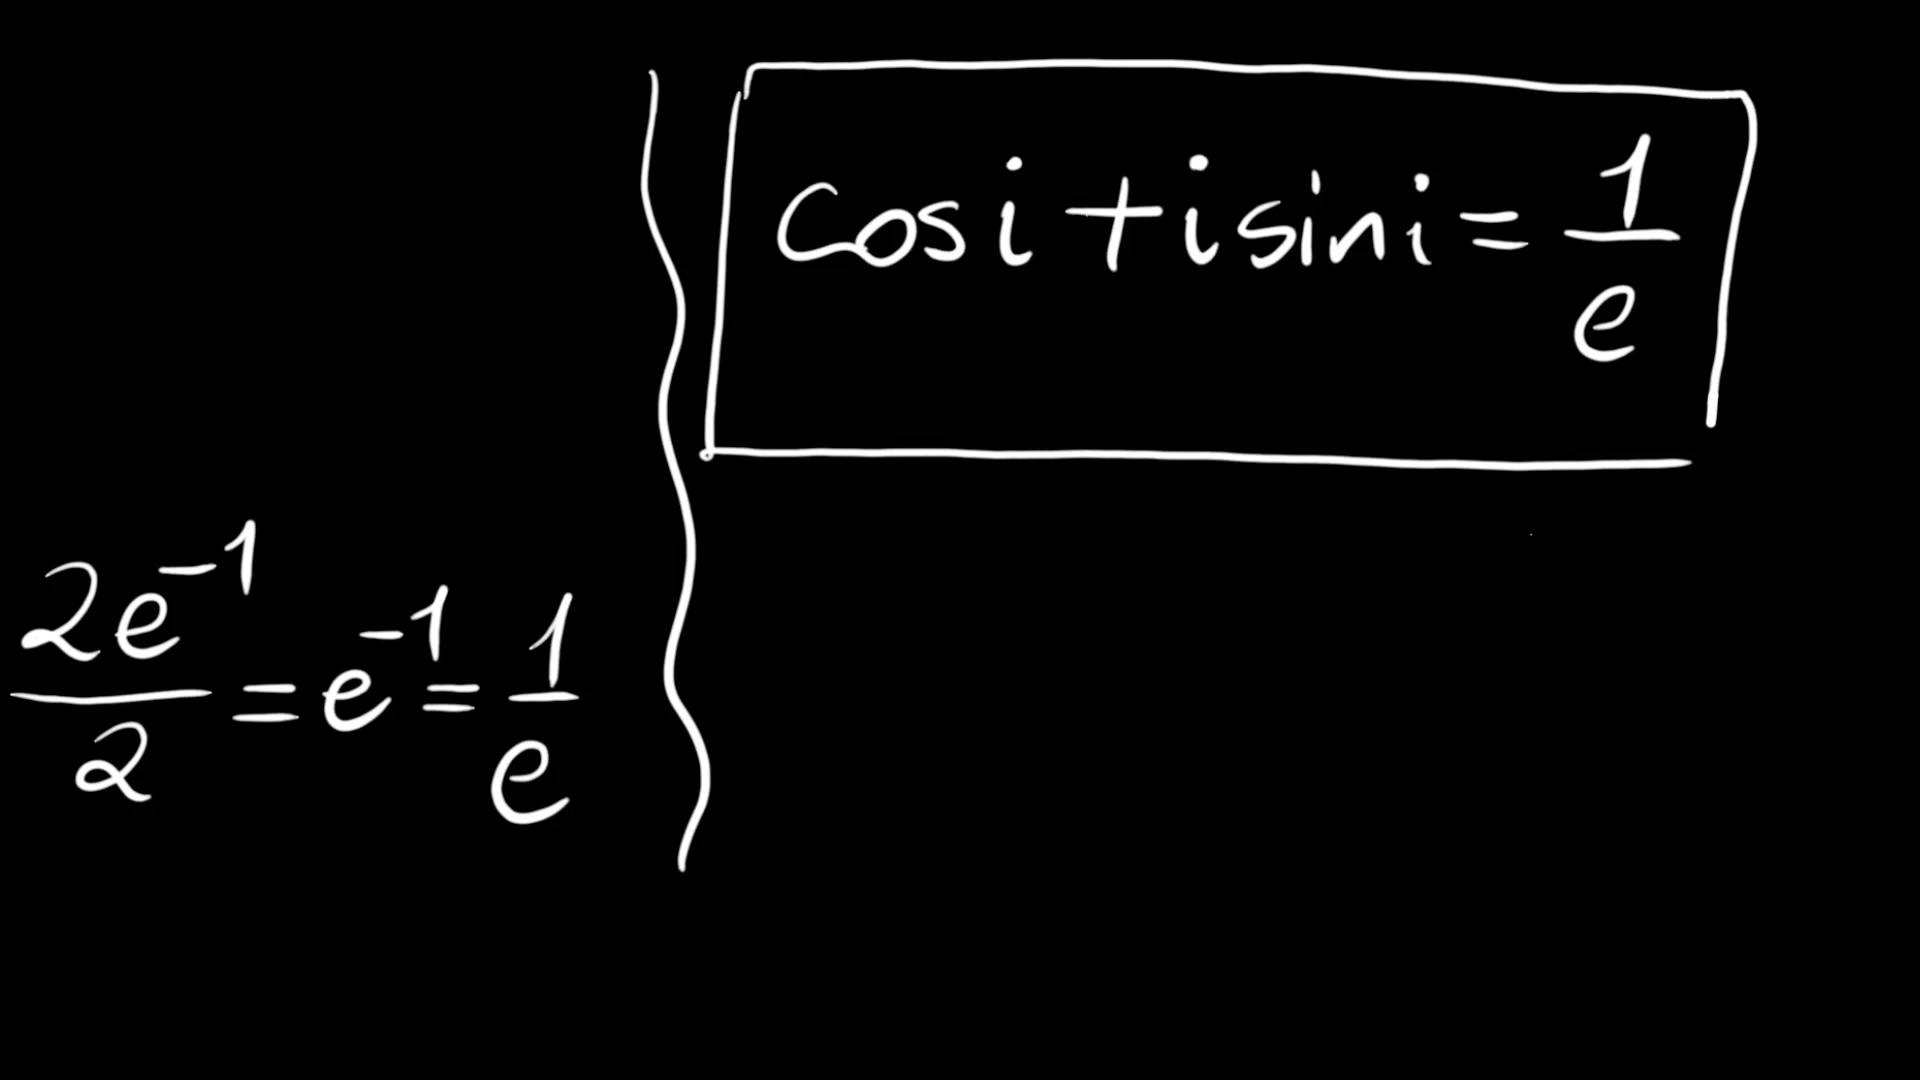 cos i + i sin i = 1/e
2e^-1/2 = e^-1 = 1/e